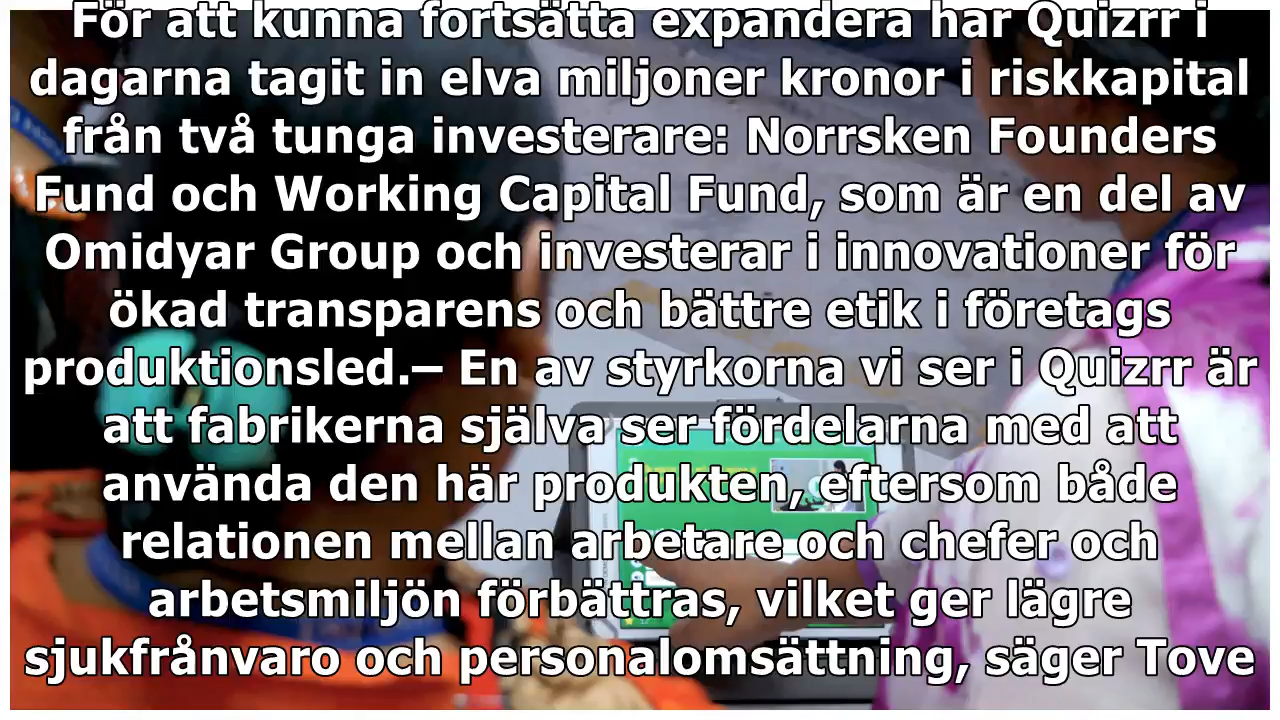 För att kunna fortsätta expandera har Quizrr i
dagarna tagit in elva miljoner kronor i riskkapital
från två tunga investerare: Norrsken Founders
Fund och Working Capital Fund, som är en del av
Omidyar Group och investerar i innovationer för
ökad transparens och bättre etik i företags
produktionsled.– En av styrkorna vi ser i Quizrr är
att fabrikerna själva ser fördelarna med att
använda den här produkten, eftersom både
relationen mellan arbetare och chefer och
arbetsmiljön förbättras, vilket ger lägre
sjukfrånvaro och personalomsättning, säger Tove